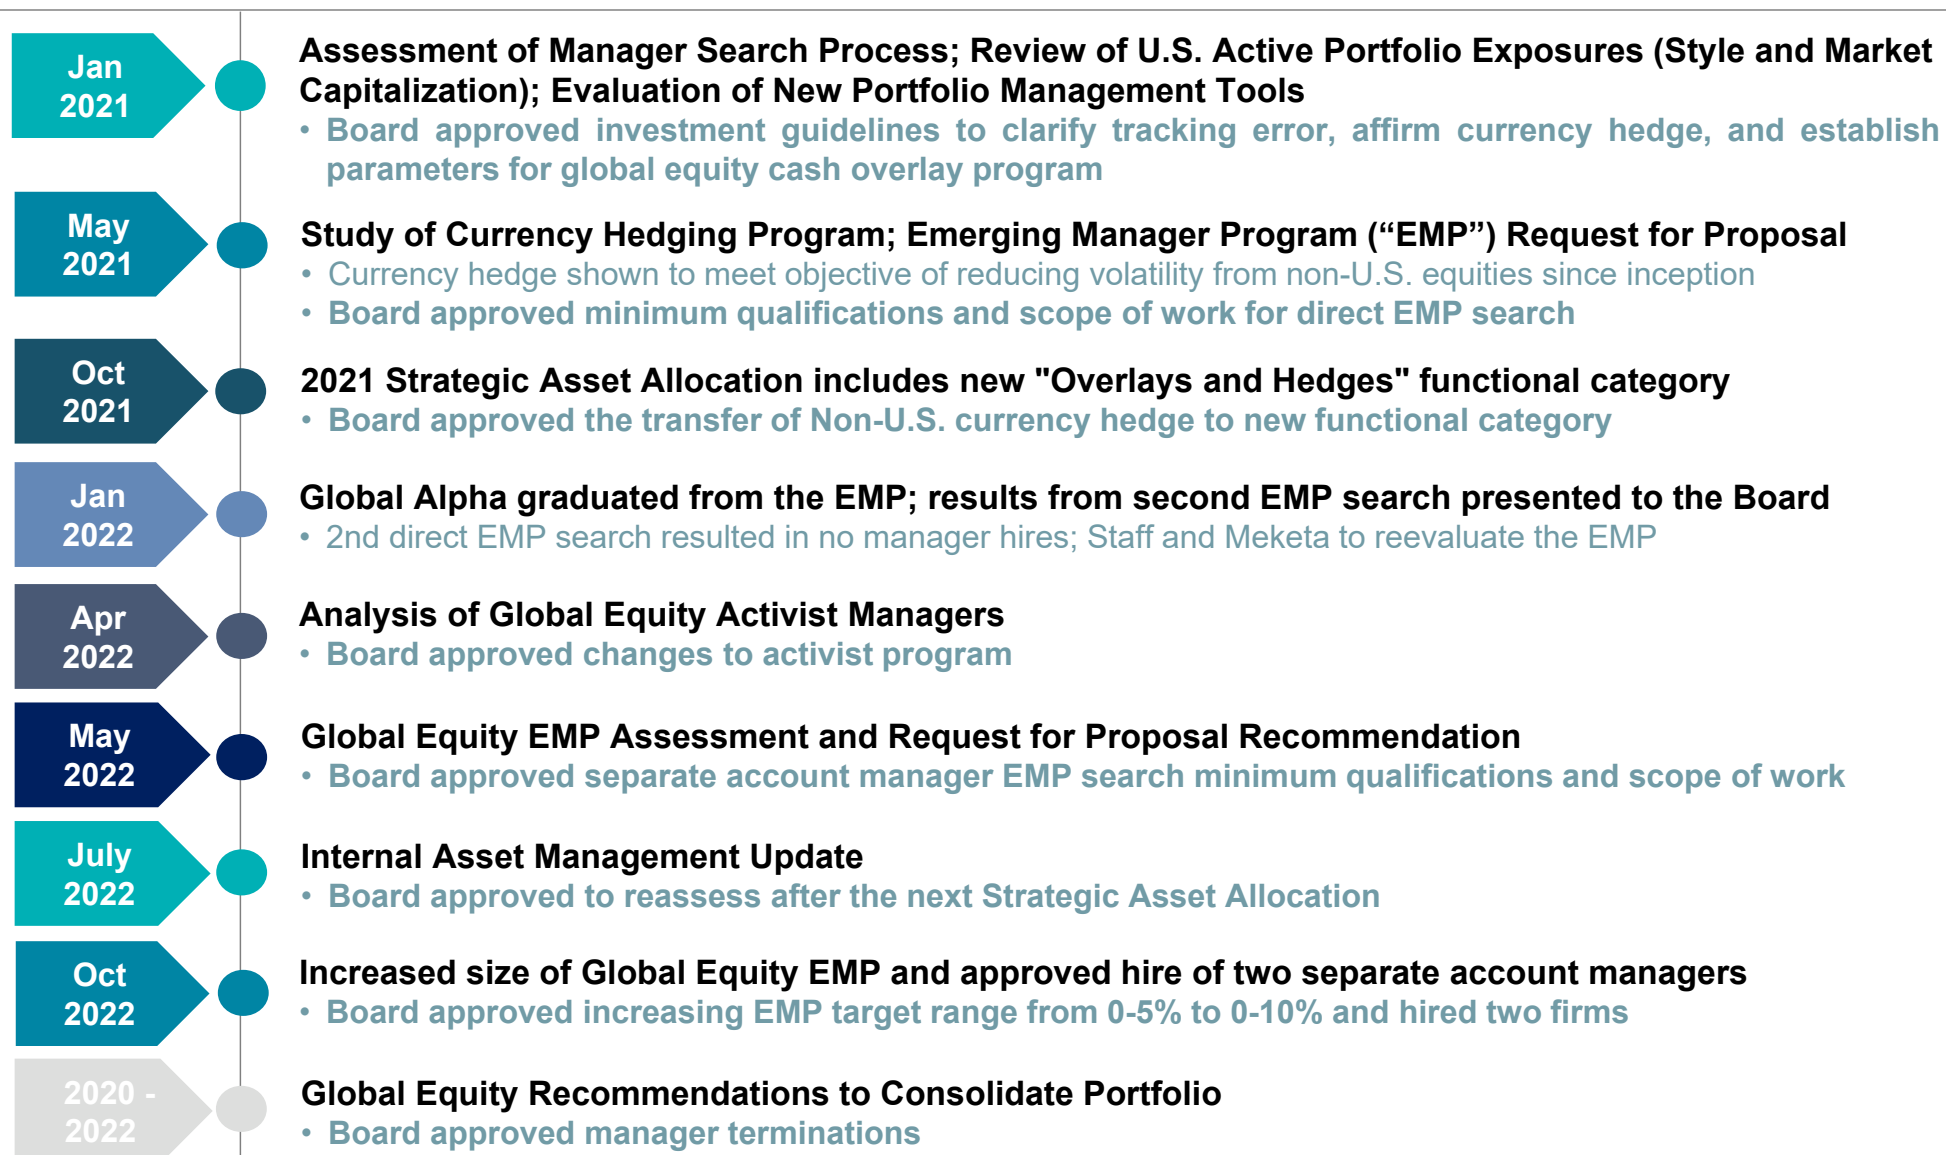 Jan
2021
Assessment of Manager Search Process; Review of U.S. Active Portfolio Exposures (Style and Market
Capitalization); Evaluation of New Portfolio Management Tools
• Board approved investment guidelines to clarify tracking error, affirm currency hedge, and establish
parameters for global equity cash overlay program
May
2021
Study of Currency Hedging Program; Emerging Manager Program (“EMP”) Request for Proposal
• Currency hedge shown to meet objective of reducing volatility from non-U.S. equities since inception
• Board approved minimum qualifications and scope of work for direct EMP search
Oct
2021
2021 Strategic Asset Allocation includes new "Overlays and Hedges" functional category
• Board approved the transfer of Non-U.S. currency hedge to new functional category
Jan
2022
Global Alpha graduated from the EMP; results from second EMP search presented to the Board
• 2nd direct EMP search resulted in no manager hires; Staff and Meketa to reevaluate the EMP
Apr
2022
Analysis of Global Equity Activist Managers
• Board approved changes to activist program
May
2022
Global Equity EMP Assessment and Request for Proposal Recommendation
• Board approved separate account manager EMP search minimum qualifications and scope of work
July
2022
Internal Asset Management Update
• Board approved to reassess after the next Strategic Asset Allocation
Oct
2022
Increased size of Global Equity EMP and approved hire of two separate account managers
• Board approved increasing EMP target range from 0-5% to 0-10% and hired two firms
2020 -
2022
Global Equity Recommendations to Consolidate Portfolio
• Board approved manager terminations